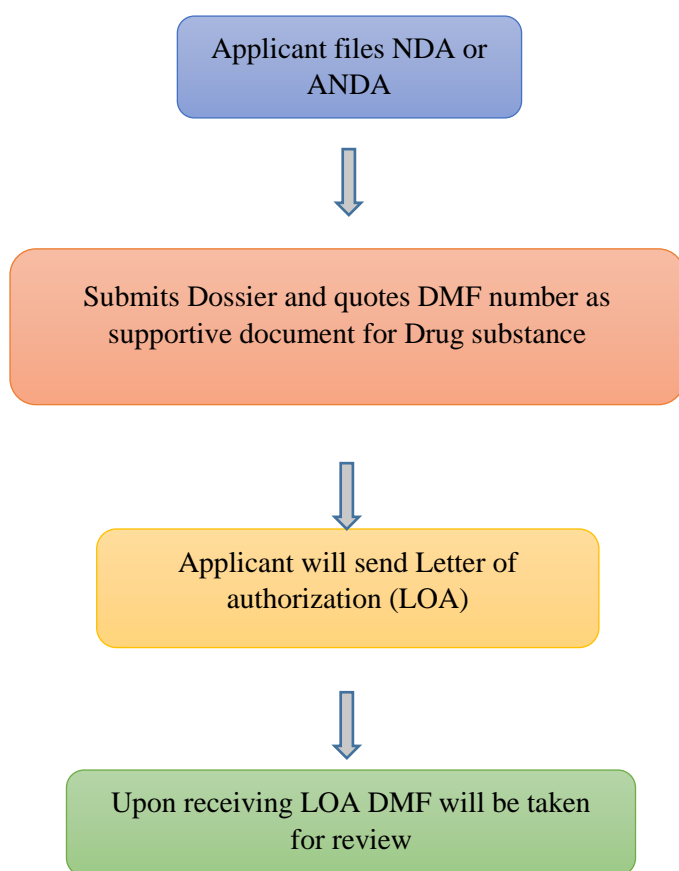 Applicant files NDA or
ANDA
Submits Dossier and quotes DMF number as
supportive document for Drug substance
Applicant will send Letter of
authorization (LOA)
Upon receiving LOA DMF will be taken
for review